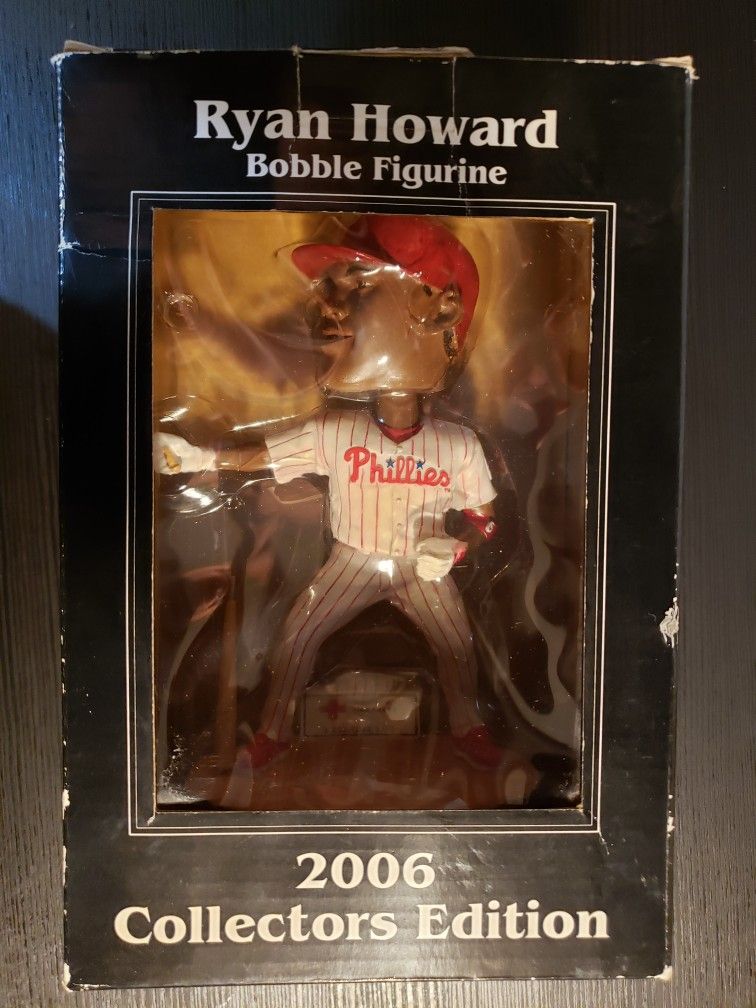 Ryan Howard
Bobble Figurine
Phillies
2006
Collectors Edition